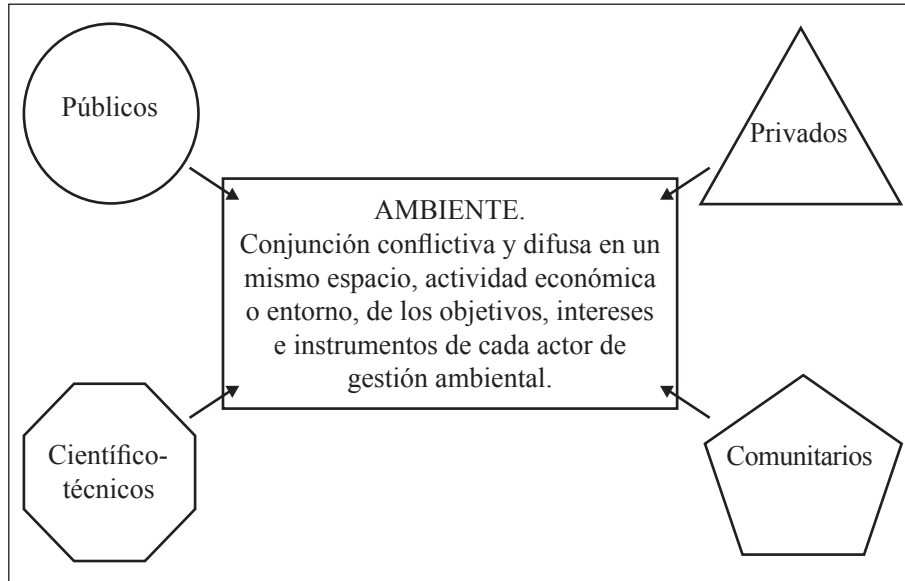 Públicos
Privados
AMBIENTE.
Conjunción conflictiva y difusa en un
mismo espacio, actividad económica
o entorno, de los objetivos, intereses
e instrumentos de cada actor de
gestión ambiental.
Científico-
técnicos
Comunitarios